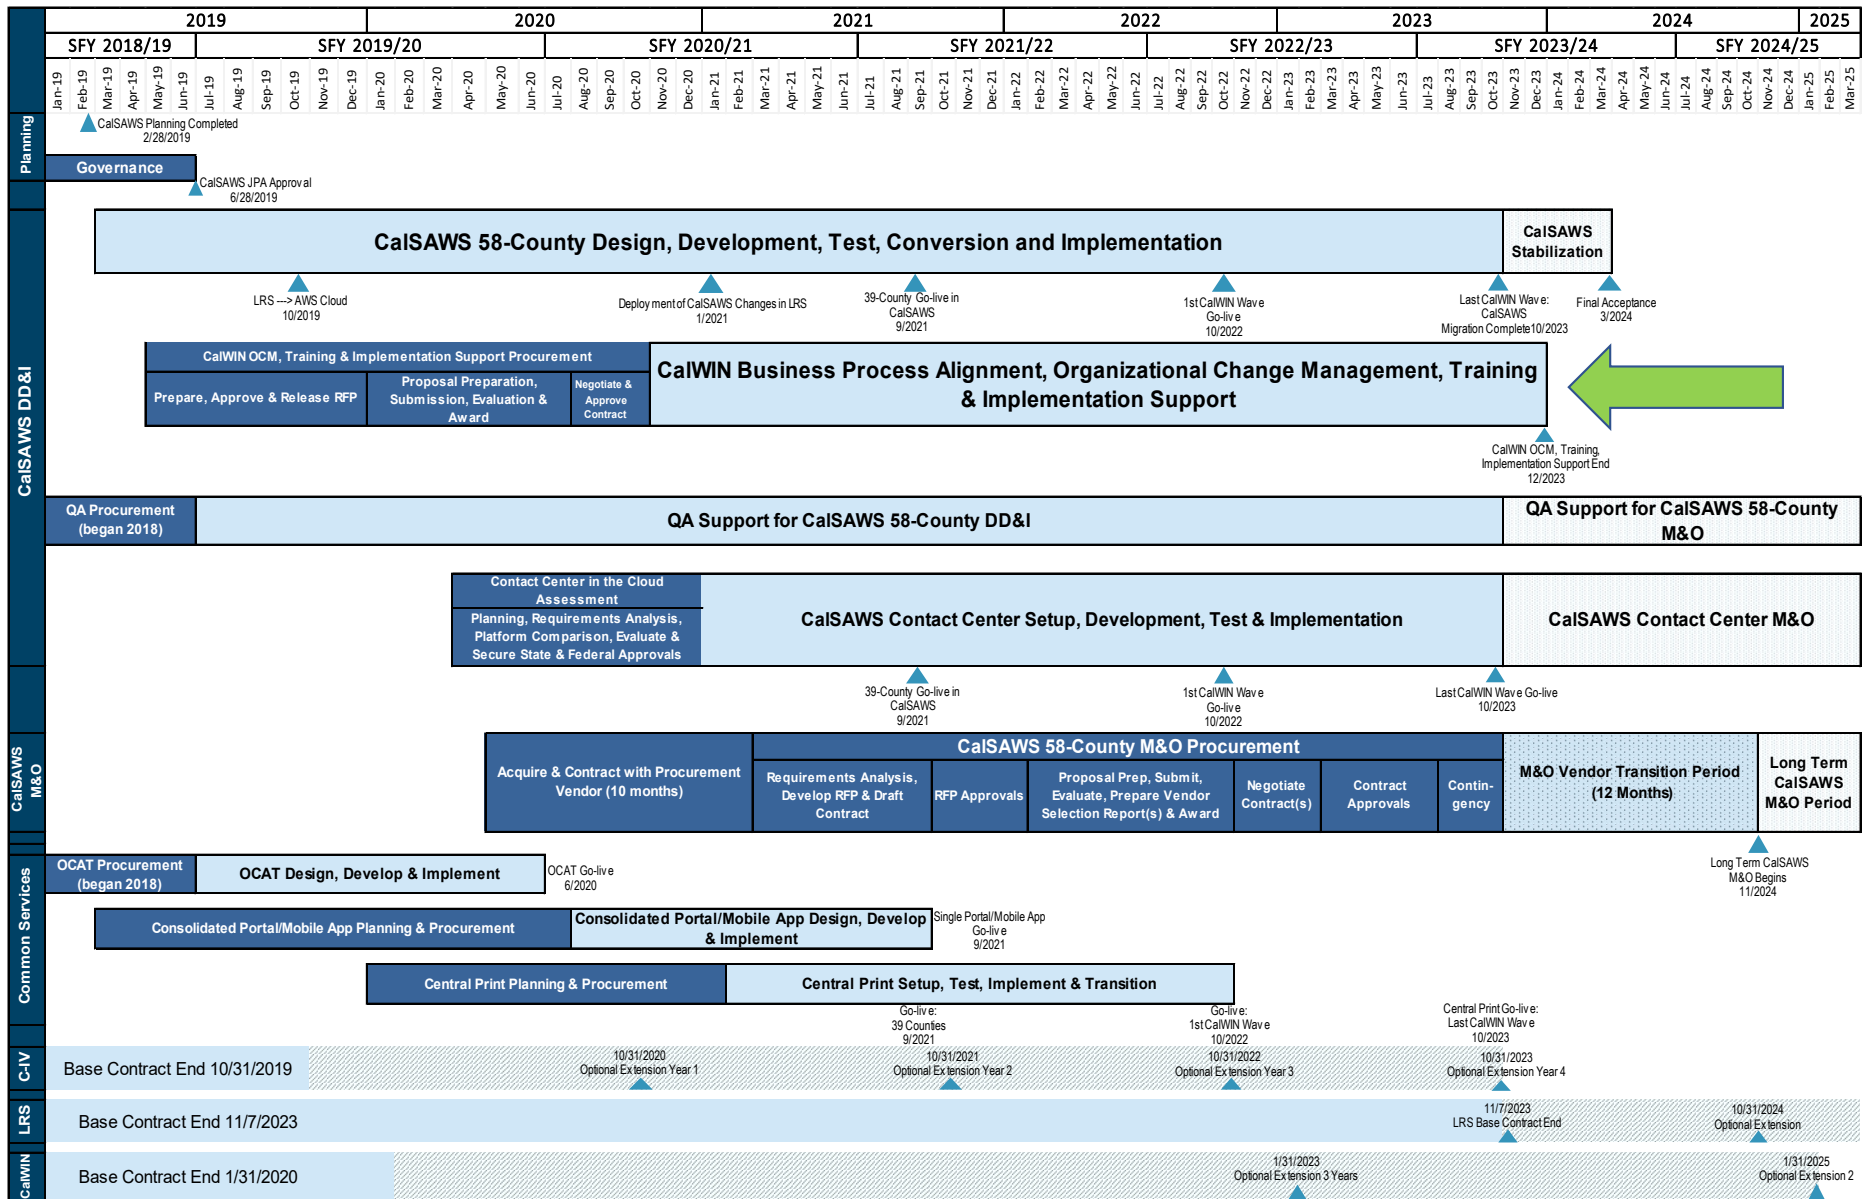 2019 2020 2021 2022 2023 2024 2025
SFY 2018/19 SFY 2019/20 SFY 2020/21 SFY 2021/22 SFY 2022/23 SFY 2023/24 SFY 2024/25
Jan-19 Feb-19 Mar-19 Apr-19 May-19 Jun-19 Jul-19 Aug-19 Sep-19 Oct-19 Nov-19 Dec-19 Jan-20 Feb-20 Mar-20 Apr-20 May-20 Jun-20 Jul-20 Aug-20 Sep-20 Oct-20 Nov-20 Dec-20 Jan-21 Feb-21 Mar-21 Apr-21 May-21 Jun-21 Jul-21 Aug-21 Sep-21 Oct-21 Nov-21 Dec-21 Jan-22 Feb-22 Mar-22 Apr-22 May-22 Jun-22 Jul-22 Aug-22 Sep-22 Oct-22 Nov-22 Dec-22 Jan-23 Feb-23 Mar-23 Apr-23 May-23 Jun-23 Jul-23 Aug-23 Sep-23 Oct-23 Nov-23 Dec-23 Jan-24 Feb-24 Mar-24 Apr-24 May-24 Jun-24 Jul-24 Aug-24 Sep-24 Oct-24 Nov-24 Dec-24 Jan-25 Feb-25 Mar-25
Planning
CalSAWS Planning Completed
2/28/2019
Governance
CalSAWS JPA Approval
6/28/2019
CalSAWS DD&I
CalSAWS 58-County Design, Development, Test, Conversion and Implementation
CalSAWS
Stabilization
LRS ---> AWS Cloud
10/2019
Deployment of CalSAWS Changes in LRS
1/2021
39-County Go-live in
CalSAWS
9/2021
1st CalWIN Wave
Go-live
10/2022
Last CalWIN Wave:
CalSAWS
Migration Complete10/2023
Final Acceptance
3/2024
CalWIN OCM, Training & Implementation Support Procurement
Prepare, Approve & Release RFP
Proposal Preparation,
Submission, Evaluation &
Award
Negotiate &
Approve
Contract
CalWIN Business Process Alignment, Organizational Change Management, Training
& Implementation Support
CalWIN OCM, Training,
Implementation Support End
12/2023
QA Procurement
(began 2018)
QA Support for CalSAWS 58-County DD&I
QA Support for CalSAWS 58-County
M&O
Contact Center in the Cloud
Assessment
Planning, Requirements Analysis,
Platform Comparison, Evaluate &
Secure State & Federal Approvals
CalSAWS Contact Center Setup, Development, Test & Implementation
CalSAWS Contact Center M&O
39-County Go-live in
CalSAWS
9/2021
1st CalWIN Wave
Go-live
10/2022
Last CalWIN Wave Go-live
10/2023
CalSAWS
M&O
Acquire & Contract with Procurement
Vendor (10 months)
CalSAWS 58-County M&O Procurement
Requirements Analysis,
Develop RFP & Draft
Contract
RFP Approvals
Proposal Prep, Submit,
Evaluate, Prepare Vendor
Selection Report(s) & Award
Negotiate
Contract(s)
Contract
Approvals
Contin-
gency
M&O Vendor Transition Period
(12 Months)
Long Term
CalSAWS
M&O Period
Long Term CalSAWS
M&O Begins
11/2024
Common Services
OCAT Procurement
(began 2018)
OCAT Design, Develop & Implement
OCAT Go-live
6/2020
Consolidated Portal/Mobile App Planning & Procurement
Consolidated Portal/Mobile App Design, Develop
& Implement
Single Portal/Mobile App
Go-live
9/2021
Central Print Planning & Procurement
Central Print Setup, Test, Implement & Transition
Go-live:
39 Counties
9/2021
Go-live:
1st CalWIN Wave
10/2022
Central Print Go-live:
Last CalWIN Wave
10/2023
C-IV
Base Contract End 10/31/2019
10/31/2020
Optional Extension Year 1
10/31/2021
Optional Extension Year 2
10/31/2022
Optional Extension Year 3
10/31/2023
Optional Extension Year 4
LRS
Base Contract End 11/7/2023
11/7/2023
LRS Base Contract End
10/31/2024
Optional Extension
CalWIN
Base Contract End 1/31/2020
1/31/2023
Optional Extension 3 Years
1/31/2025
Optional Extension 2